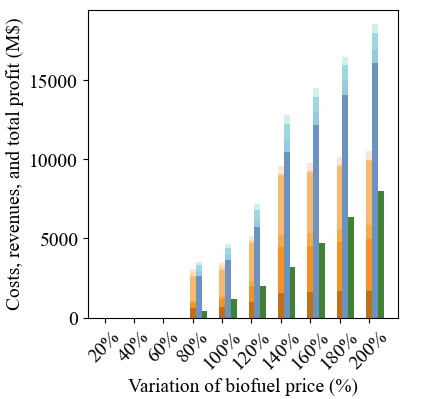 Costs, revenues, and total profit (M$)
15000
10000
5000
0
20% 40% 60% 80% 100% 120% 140% 160% 180% 200%
Variation of biofuel price (%)